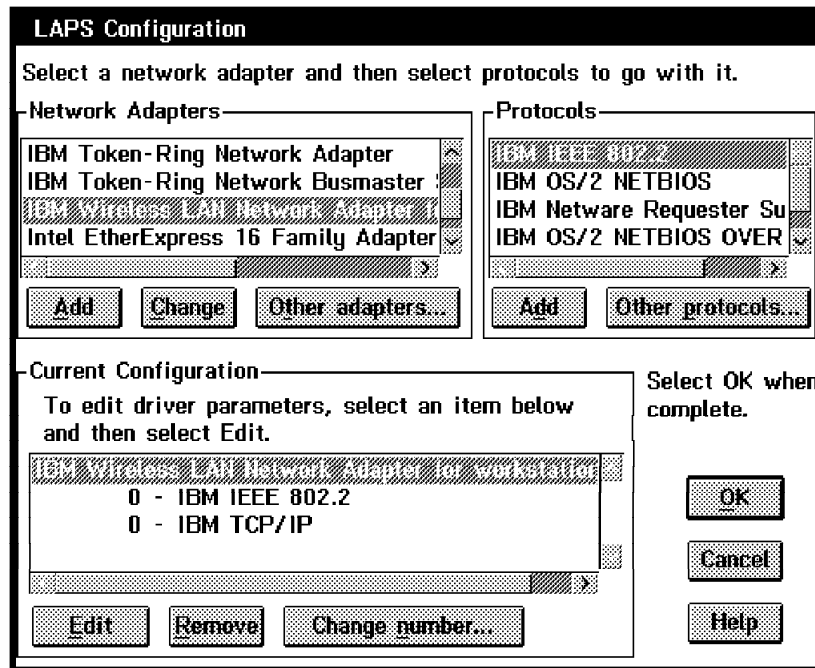 LAPS Configuration
Select a network adapter and then select protocols to go with it.
Network Adapters
IBM Token-Ring Network Adapter
IBM Token-Ring Network Busmaster
IBM Wireless LAN Network Adapter
Intel EtherExpress 16 Family Adapter
Add
Change
Other adapters...
Protocols
IBM IEEE 802.2
IBM OS/2 NETBIOS
IBM Netware Requester Su
IBM OS/2 NETBIOS OVER
Add
Other protocols...
Current Configuration
To edit driver parameters, select an item below
and then select Edit.
IBM Wireless LAN Network Adapter for workstation
0 - IBM IEEE 802.2
0 - IBM TCP/IP
Edit
Remove
Change number...
Select OK when
complete.
OK
Cancel
Help